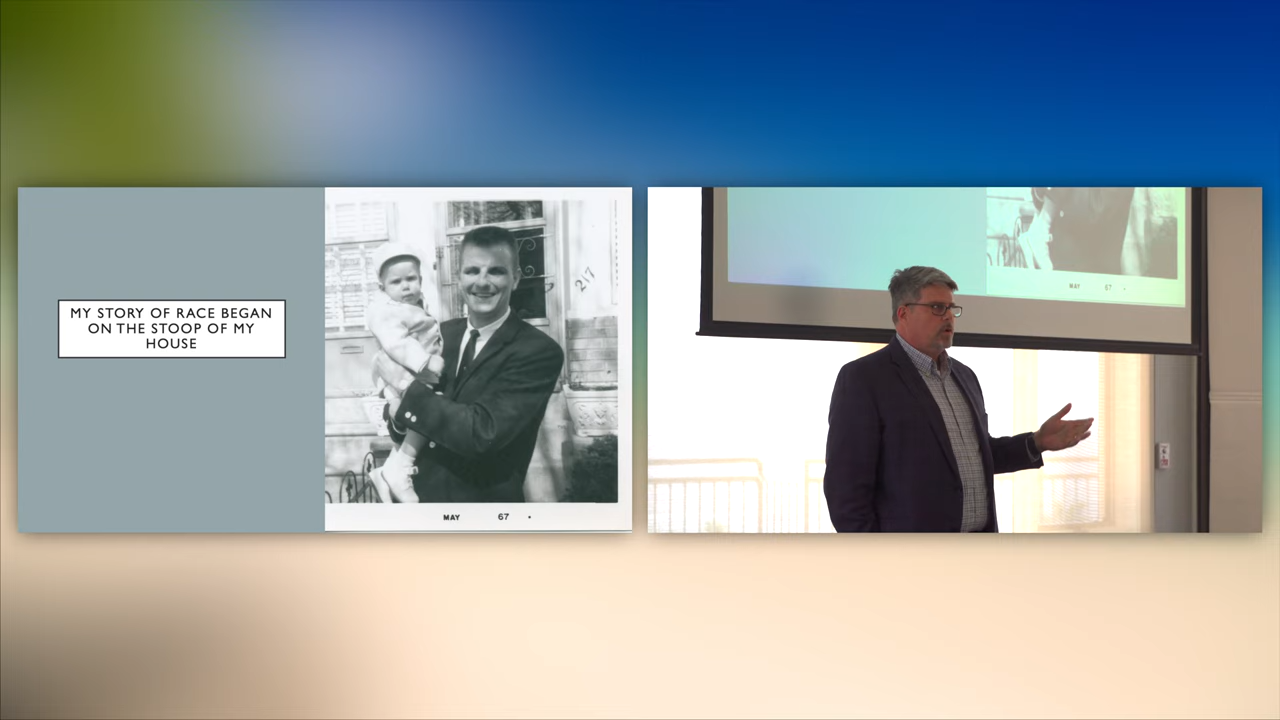 MY STORY OF RACE BEGAN
ON THE STOOP OF MY
HOUSE
217
MAY 67 •
MAY 67 •